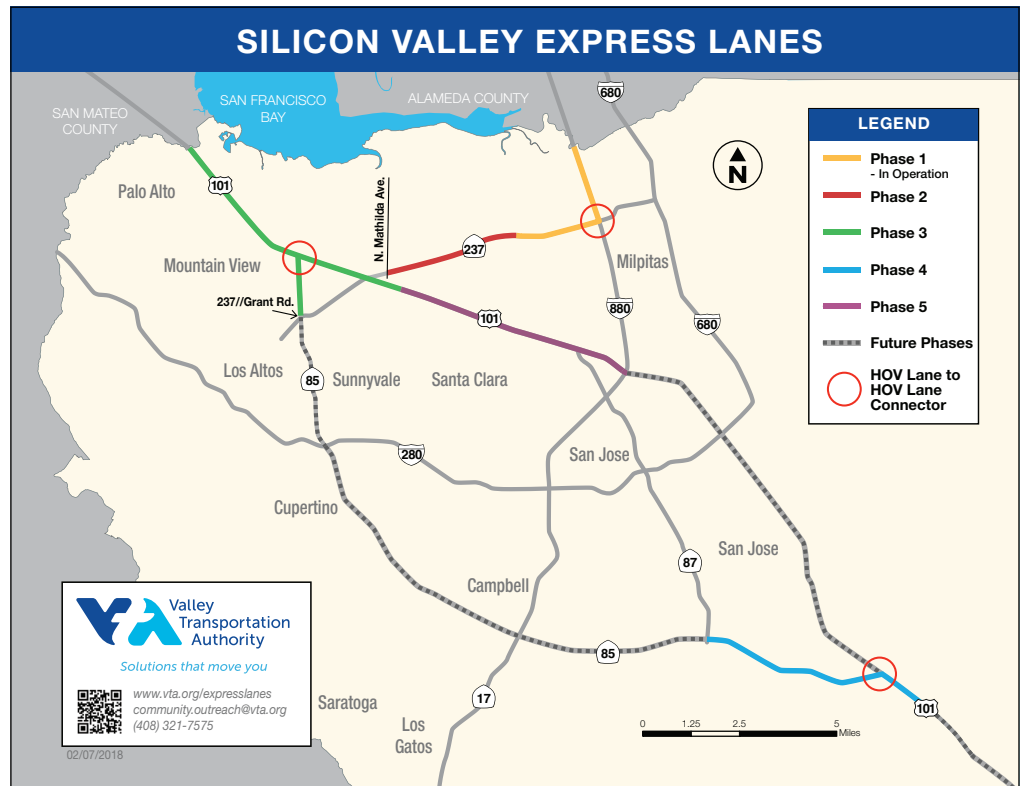 SILICON VALLEY EXPRESS LANES
SAN MATEO
COUNTY
SAN FRANCISCO
BAY
ALAMEDA COUNTY
680
LEGEND
Phase 1
- In Operation
Phase 2
Phase 3
Phase 4
Phase 5
Future Phases
HOV Lane to
HOV Lane
Connector
N
Palo Alto
101
N. Mathilda Ave.
237
Mountain View
Milpitas
237//Grant Rd.
101
880
680
Los Altos
85
Sunnyvale
Santa Clara
280
San Jose
Cupertino
San Jose
87
Campbell
85
17
Saratoga
Los
Gatos
101
0 1.25 2.5 5
Miles
VTA
Valley
Transportation
Authority
Solutions that move you
www.vta.org/expresslanes
community.outreach@vta.org
(408) 321-7575
02/07/2018